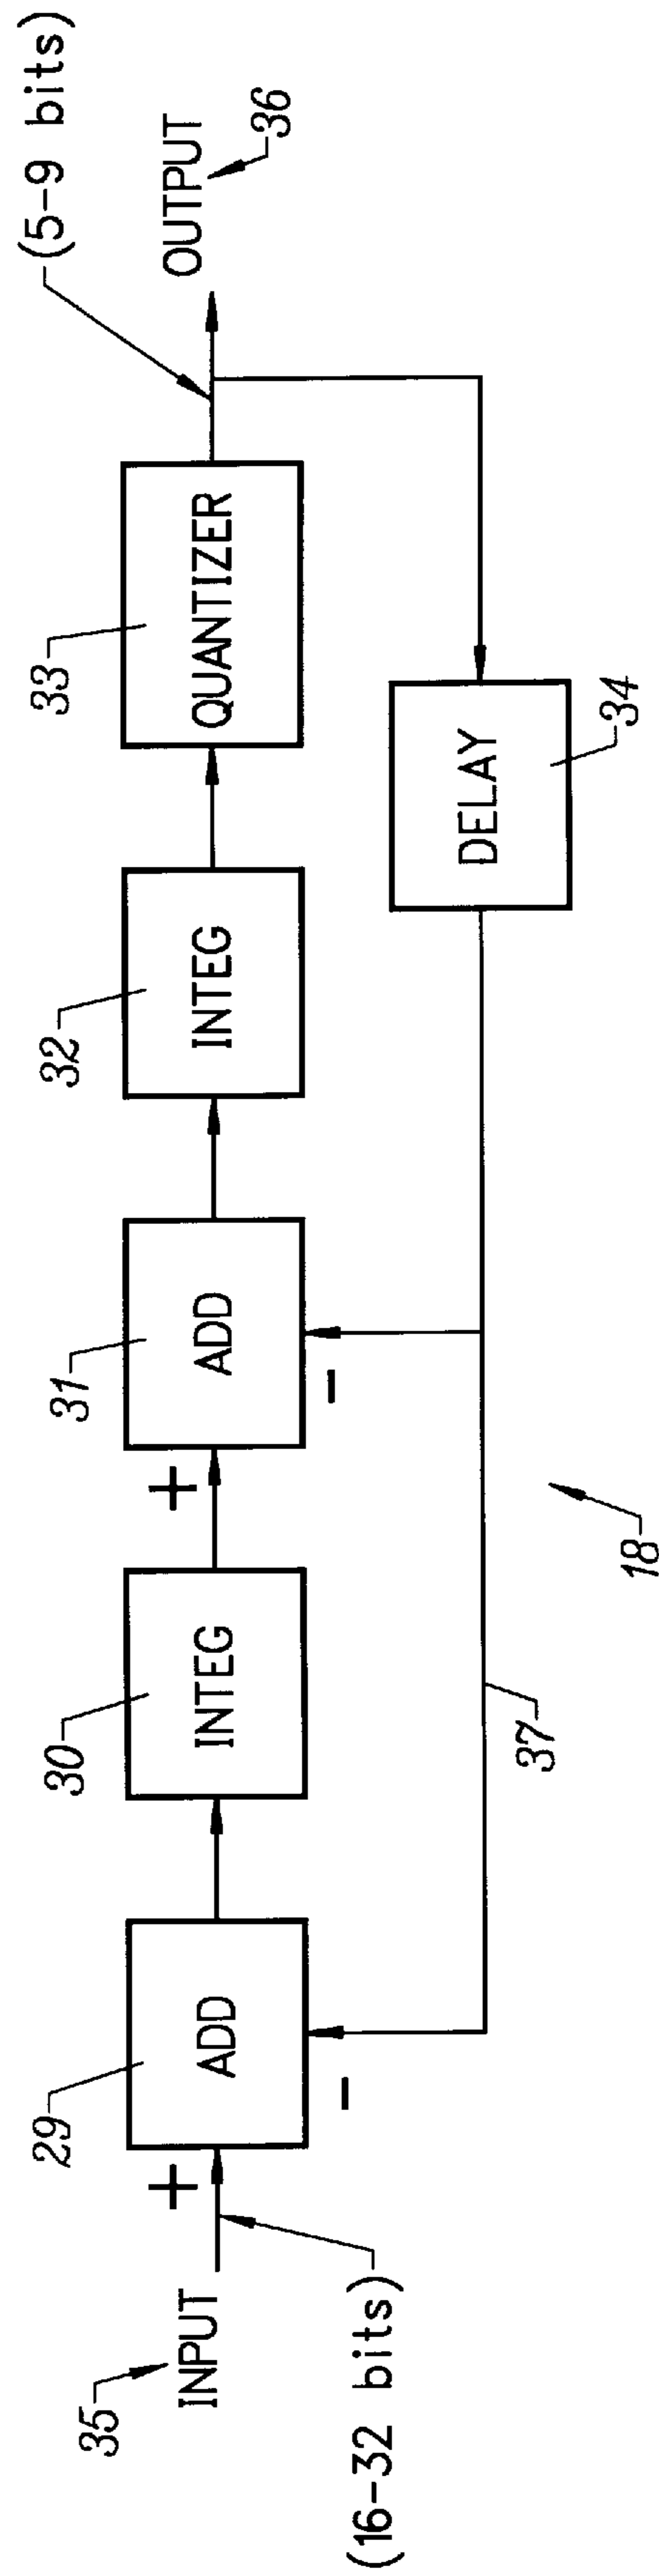 35
INPUT
(16-32 bits)
+
29
ADD
-
30
INTEG
+
31
ADD
-
32
INTEG
33
QUANTIZER
(5-9 bits)
OUTPUT
36
DELAY
34
37
18